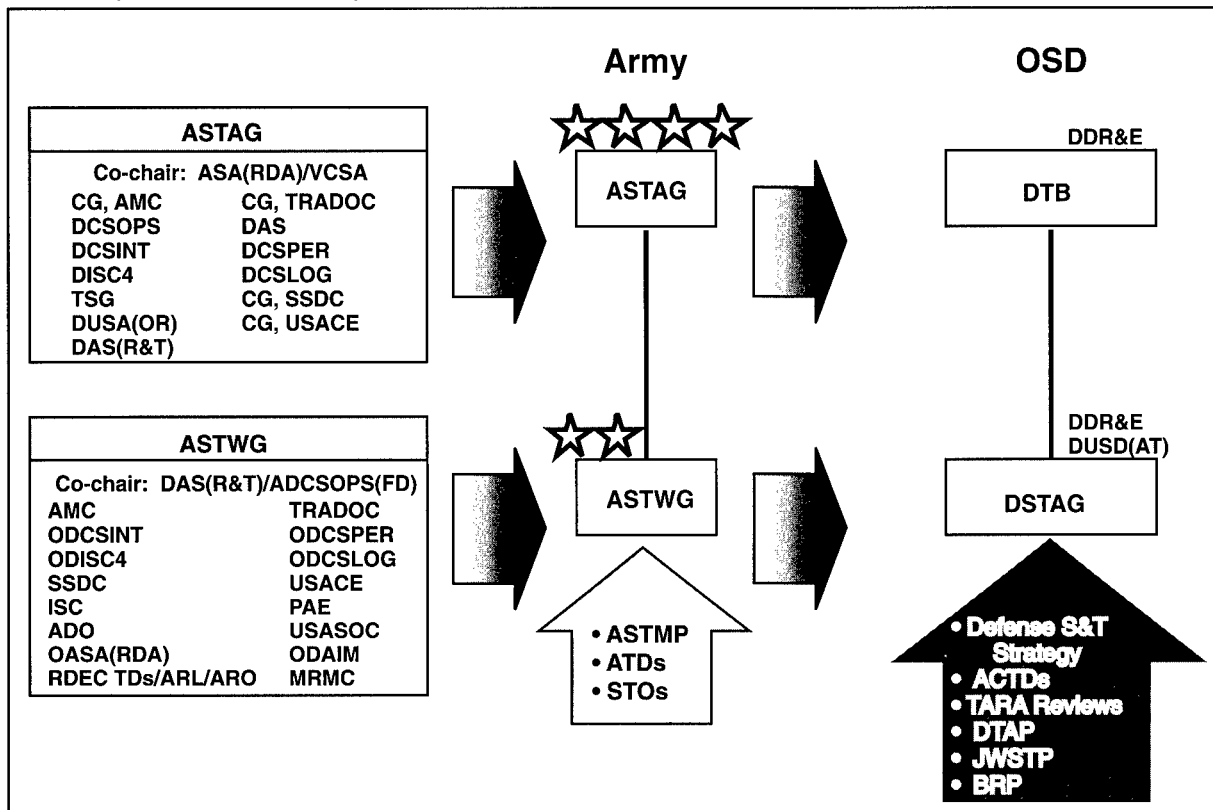 Army
OSD
ASTAG
Co-chair: ASA(RDA)/VCSA
CG, AMC CG, TRADOC
DCSOPS DAS
DCSINT DCSPER
DISC4 DCSLOG
TSG CG, SSDC
DUSA(OR) CG, USACE
DAS(R&T)
ASTAG
DDR&E
DTB
ASTWG
Co-chair: DAS(R&T)/ADCSOPS(FD)
AMC TRADOC
ODCSINT ODCSPER
ODISC4 ODCSLOG
SSDC USACE
ISC PAE
ADO USASOC
OASA(RDA) ODAIM
RDEC TDs/ARL/ARO MRMC
ASTWG
• ASTMP
• ATDs
• STOs
DDR&E
DUSD(AT)
DSTAG
• Defense S&T
Strategy
• ACTDs
• TARA Reviews
• DTAP
• JWSTP
• BRP